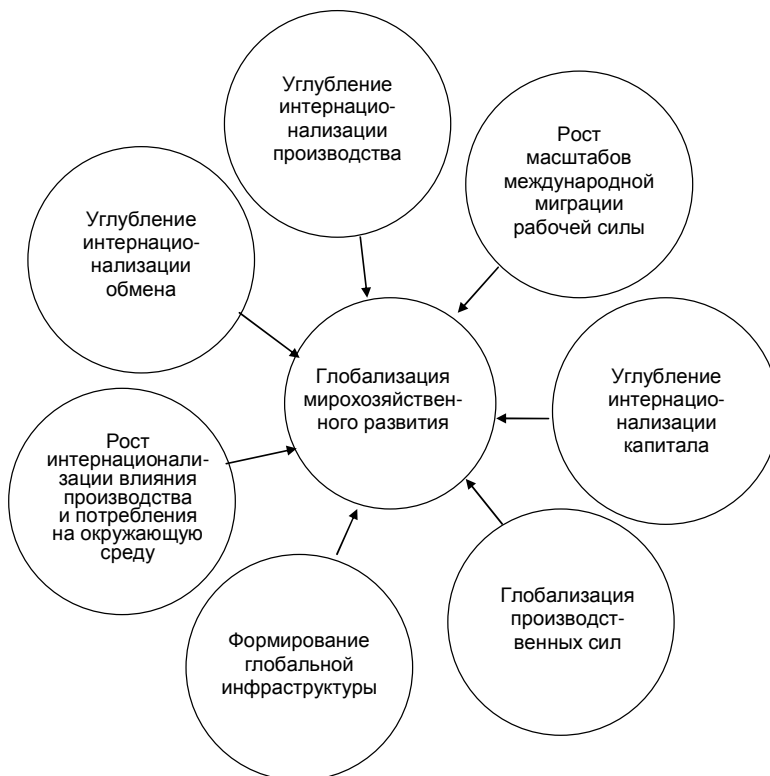 Углубление
интернацио-
нализации
производства
Рост
масштабов
международной
миграции
рабочей силы
Углубление
интернацио-
нализации
обмена
Глобализация
мирохозяйствен-
ного развития
Углубление
интернацио-
нализации
капитала
Рост
интернационали-
зации влияния
производства
и потребления
на окружающую
среду
Глобализация
производст-
венных сил
Формирование
глобальной
инфраструктуры